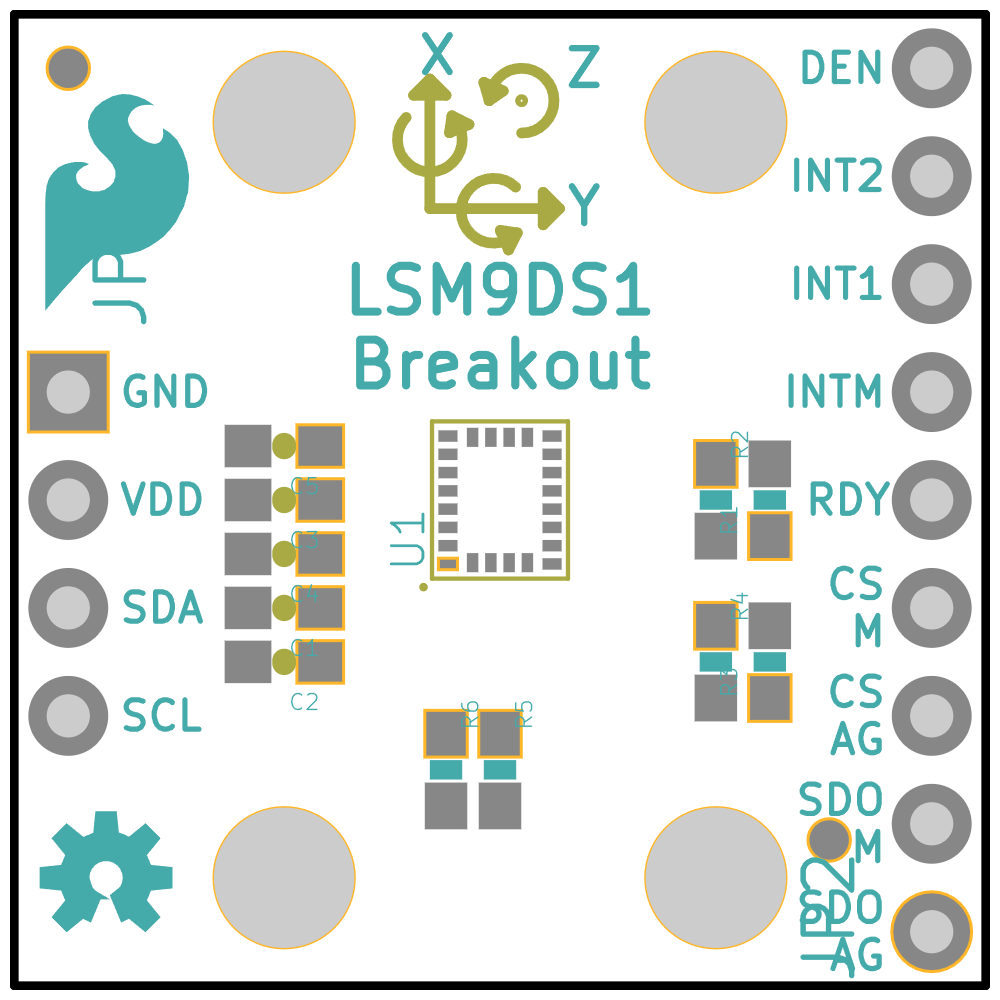 X
Z
Y
LSM9DS1
Breakout
JP
GND
VDD
SDA
SCL
DEN
INT2
INT1
INTM
RDY
CS
M
CS
AG
SDO
M
SDO
AG
JP2
U1
C5
C3
C4
C1
C2
R2
R1
R4
R3
R6
R5